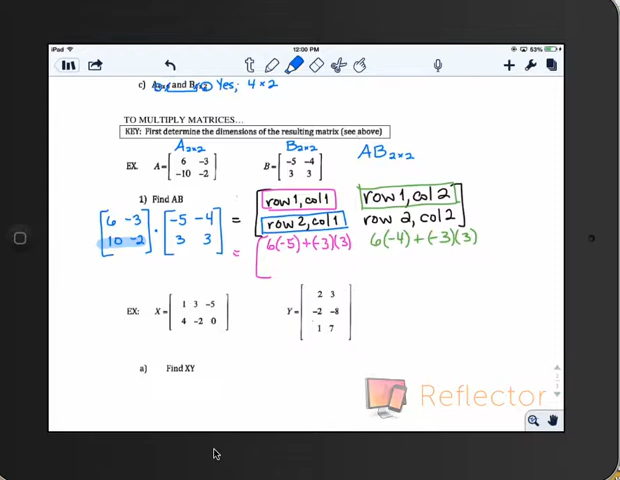 iPad
12:00 PM
53%
c) and B Yes; 4 × 2
TO MULTIPLY MATRICES…
KEY: First determine the dimensions of the resulting matrix (see above)
A2×2 B2×2 AB2×2
EX. A = [ 6 -3 B = [ -5 -4
-10 -2 ] 3 3 ]
1) Find AB
row 1, col 1 row 1, col 2
row 2, col 1 row 2, col 2
[ 6 -3 ] · [ -5 -4 ] =
[ 10 -2 ] [ 3 3 ]
= [ 6(-5) + (-3)(3) 6(-4) + (-3)(3)
EX: X = [ 1 3 -5 Y = [ 2 3
4 -2 0 ] -2 -8
1 7 ]
a) Find XY
Reflector